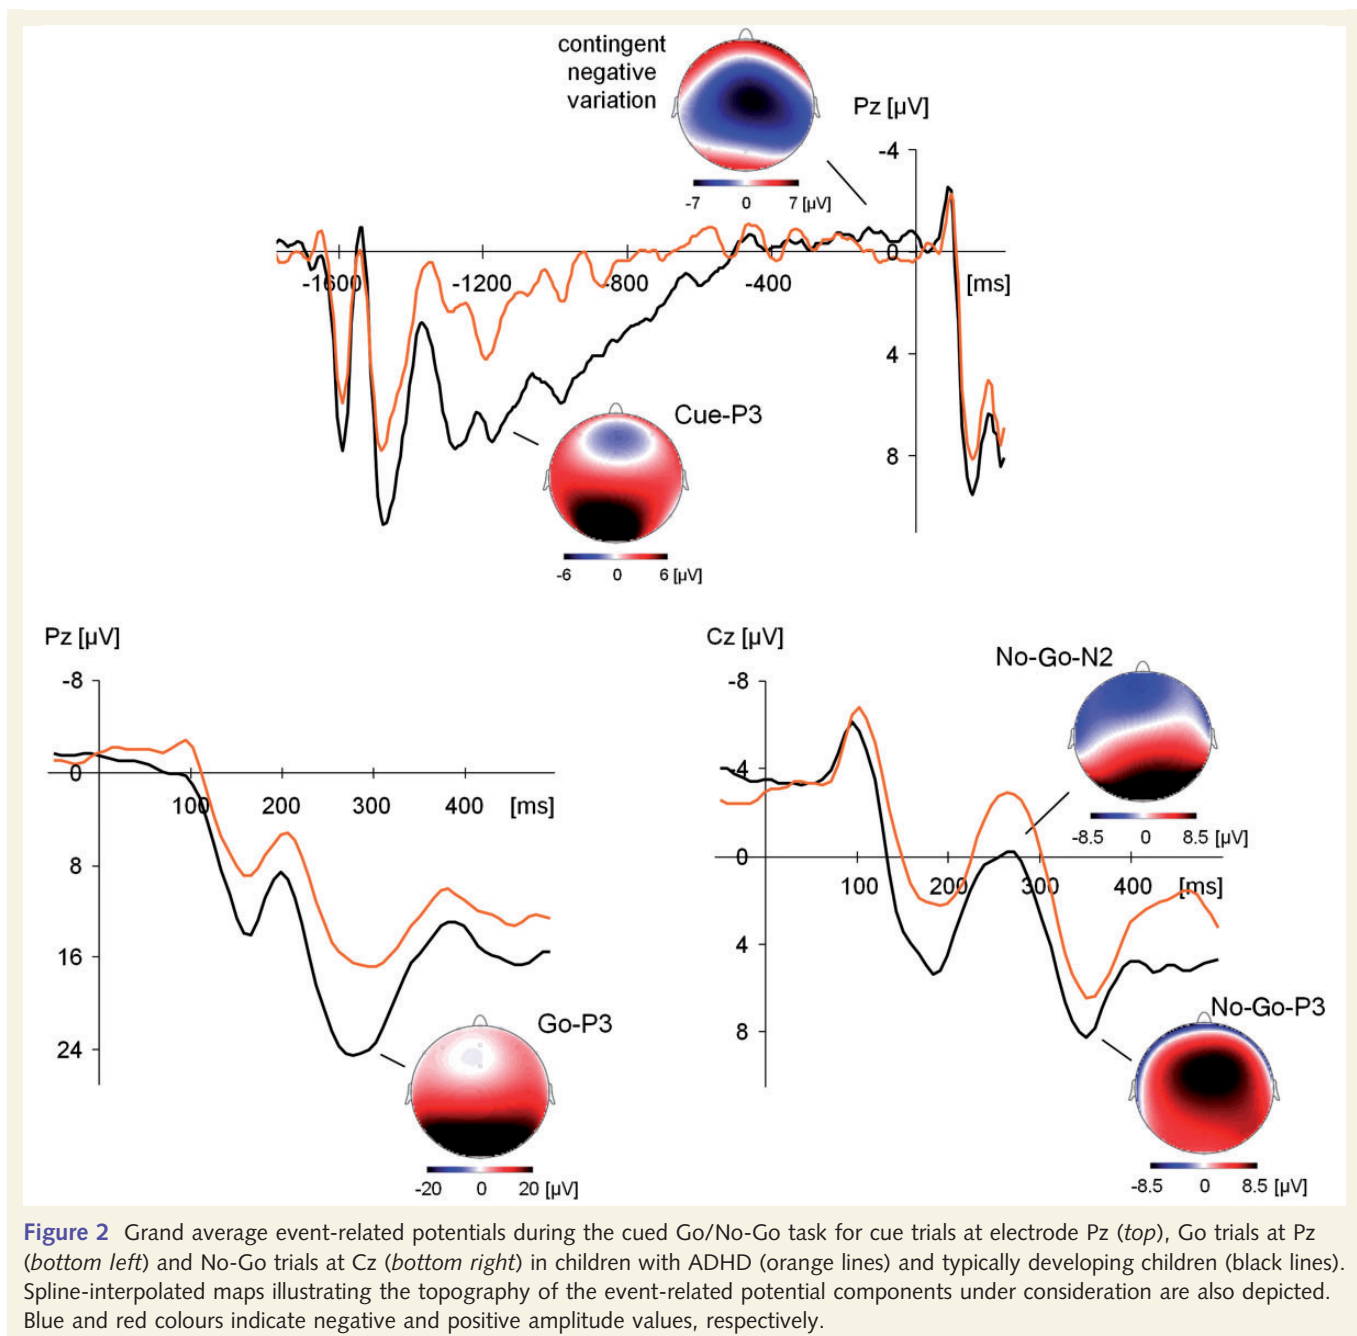 contingent
negative
variation
Pz [µV]
-4
-7 0 7 [µV]
0
-1600 -1200 -800 -400 [ms]
4
Cue-P3
8
-6 0 6 [µV]
Pz [µV]
-8
0
100 200 300 400 [ms]
8
16
24
Go-P3
-20 0 20 [µV]
Cz [µV]
No-Go-N2
-8
-4
-8.5 0 8.5 [µV]
0
100 200 300 400 [ms]
4
8
No-Go-P3
-8.5 0 8.5 [µV]
Figure 2 Grand average event-related potentials during the cued Go/No-Go task for cue trials at electrode Pz (top), Go trials at Pz
(bottom left) and No-Go trials at Cz (bottom right) in children with ADHD (orange lines) and typically developing children (black lines).
Spline-interpolated maps illustrating the topography of the event-related potential components under consideration are also depicted.
Blue and red colours indicate negative and positive amplitude values, respectively.